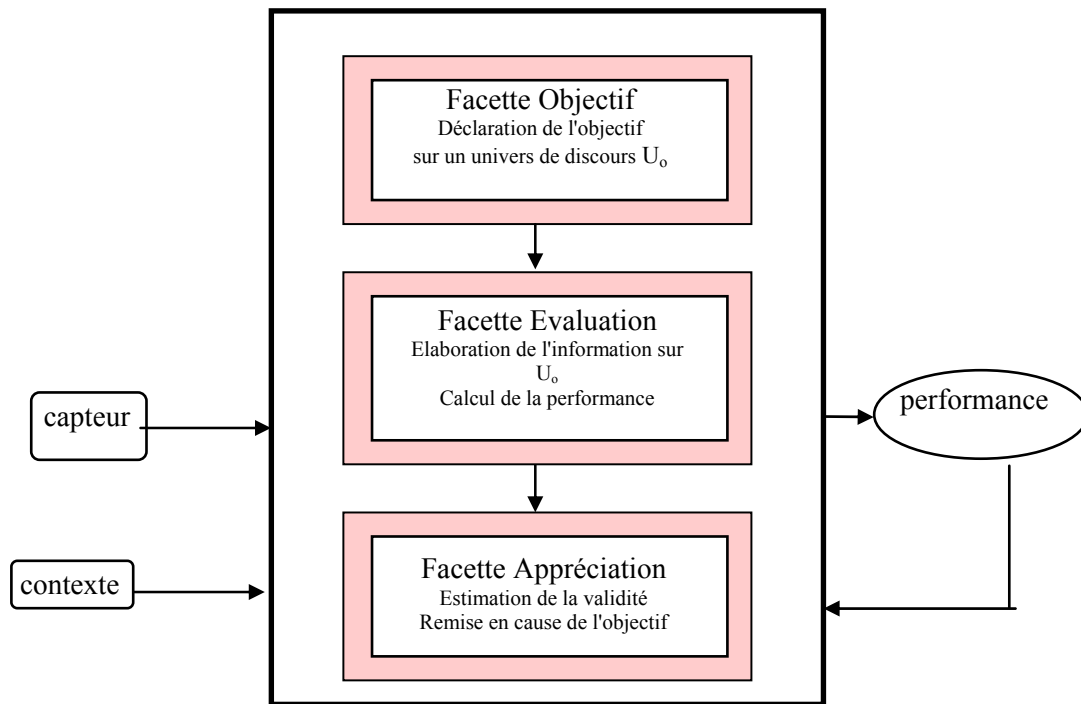 Facette Objectif
Déclaration de l'objectif
sur un univers de discours Uₒ
Facette Evaluation
Elaboration de l'information sur
Uₒ
Calcul de la performance
capteur
performance
Facette Appréciation
Estimation de la validité
Remise en cause de l'objectif
contexte